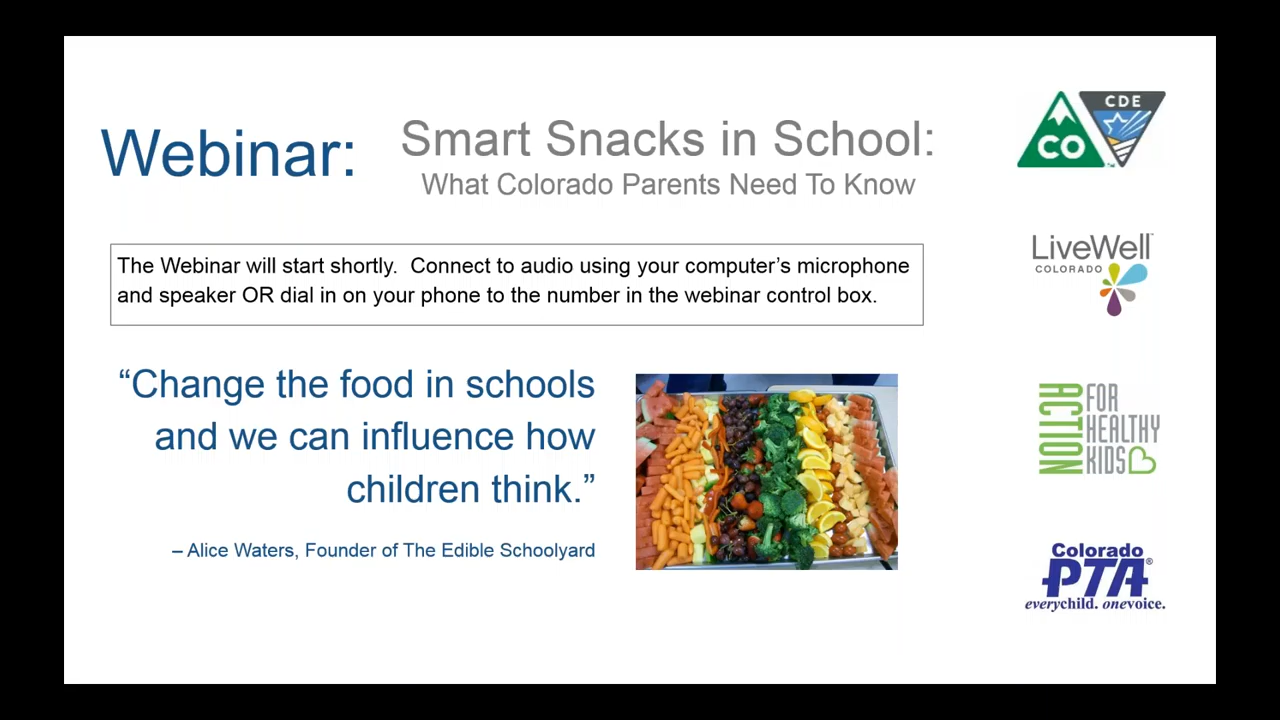 Webinar:
Smart Snacks in School:
What Colorado Parents Need To Know
The Webinar will start shortly.  Connect to audio using your computer’s microphone
and speaker OR dial in on your phone to the number in the webinar control box.
“Change the food in schools
and we can influence how
children think.”
– Alice Waters, Founder of The Edible Schoolyard
CO
CDE
LiveWell
COLORADO
ACTION
FOR
HEALTHY
KIDS
Colorado
PTA®
everychild. onevoice.